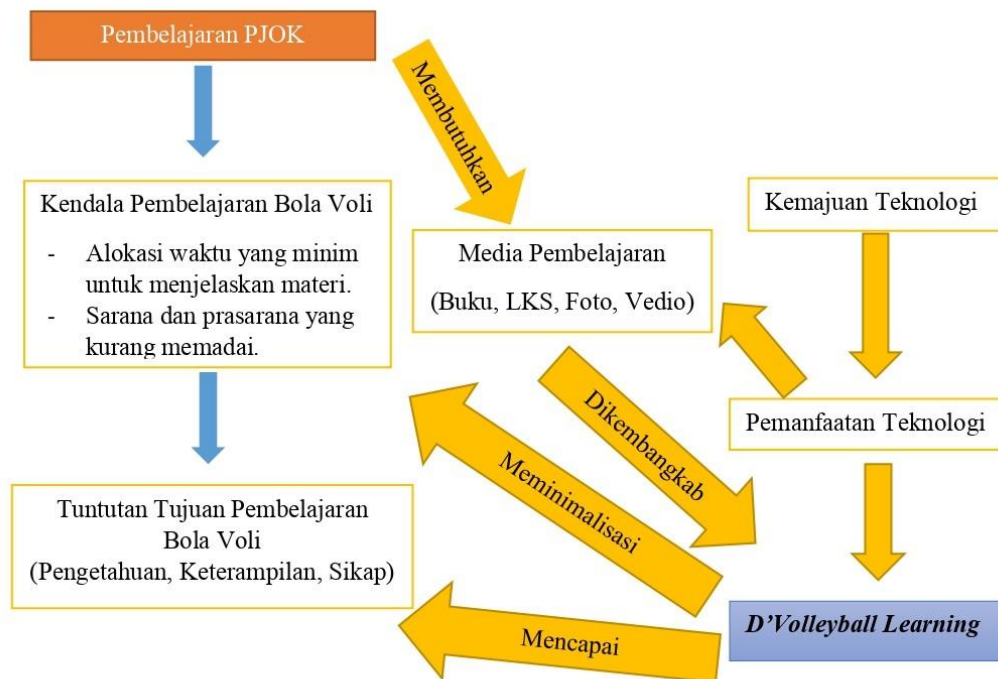 Pembelajaran PJOK
Membutuhkan
Kendala Pembelajaran Bola Voli
- Alokasi waktu yang minim
untuk menjelaskan materi.
- Sarana dan prasarana yang
kurang memadai.
Media Pembelajaran
(Buku, LKS, Foto, Vedio)
Kemajuan Teknologi
Pemanfaatan Teknologi
Dikembangkab
Meminimalisasi
Tuntutan Tujuan Pembelajaran
Bola Voli
(Pengetahuan, Keterampilan, Sikap)
Mencapai
D’Volleyball Learning